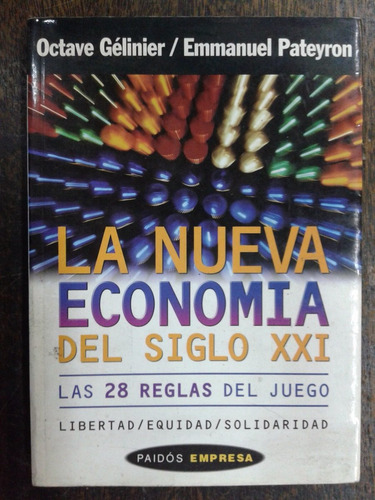 Octave Gélinier / Emmanuel Pateyron
LA NUEVA
ECONOMIA
DEL SIGLO XXI
LAS 28 REGLAS DEL JUEGO
LIBERTAD/EQUIDAD/SOLIDARIDAD
PAIDÓS EMPRESA